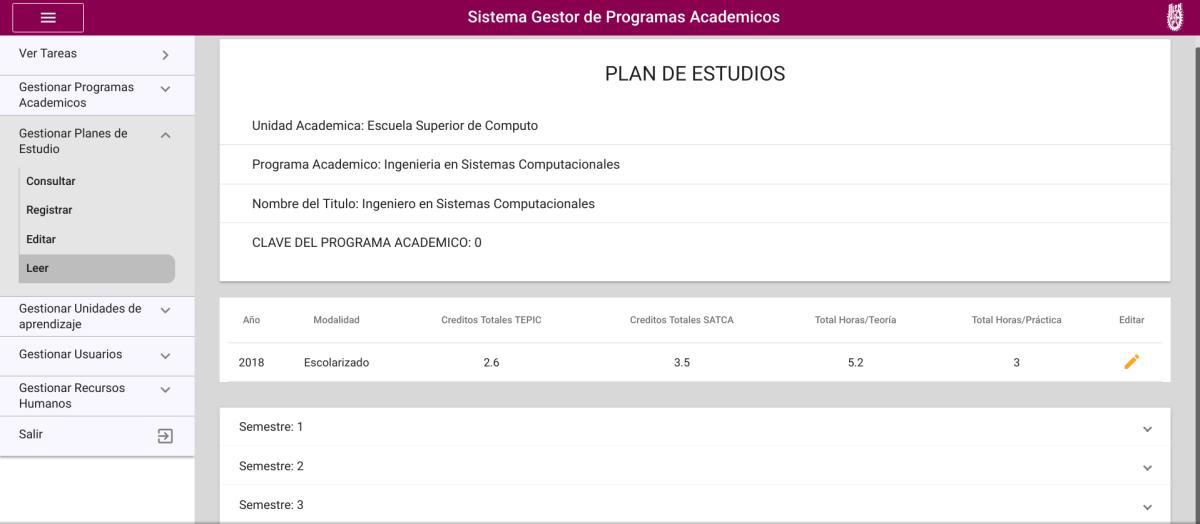 Sistema Gestor de Programas Academicos
Ver Tareas
Gestionar Programas
Academicos
Gestionar Planes de
Estudio
Consultar
Registrar
Editar
Leer
Gestionar Unidades de
aprendizaje
Gestionar Usuarios
Gestionar Recursos
Humanos
Salir
PLAN DE ESTUDIOS
Unidad Academica: Escuela Superior de Computo
Programa Academico: Ingenieria en Sistemas Computacionales
Nombre del Titulo: Ingeniero en Sistemas Computacionales
CLAVE DEL PROGRAMA ACADEMICO: 0
Año Modalidad Creditos Totales TEPIC Creditos Totales SATCA Total Horas/Teoría Total Horas/Práctica Editar
2018 Escolarizado 2.6 3.5 5.2 3
Semestre: 1
Semestre: 2
Semestre: 3